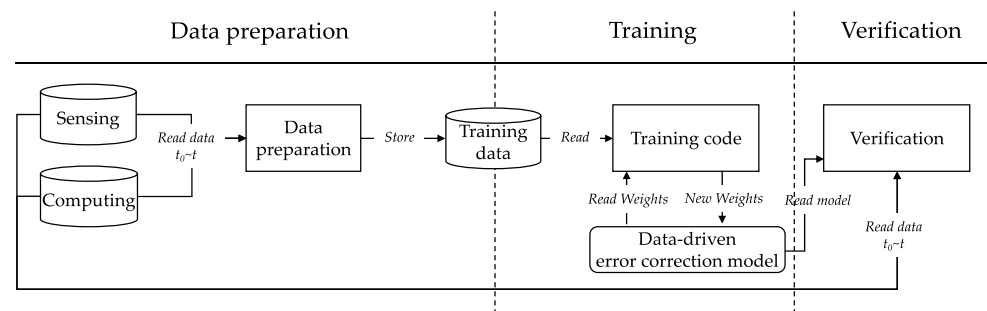 Data preparation
Training
Verification
Sensing
Computing
Read data
t₀~t
Data
preparation
Store
Training
data
Read
Training code
Read Weights
New Weights
Data-driven
error correction model
Read model
Verification
Read data
t₀~t